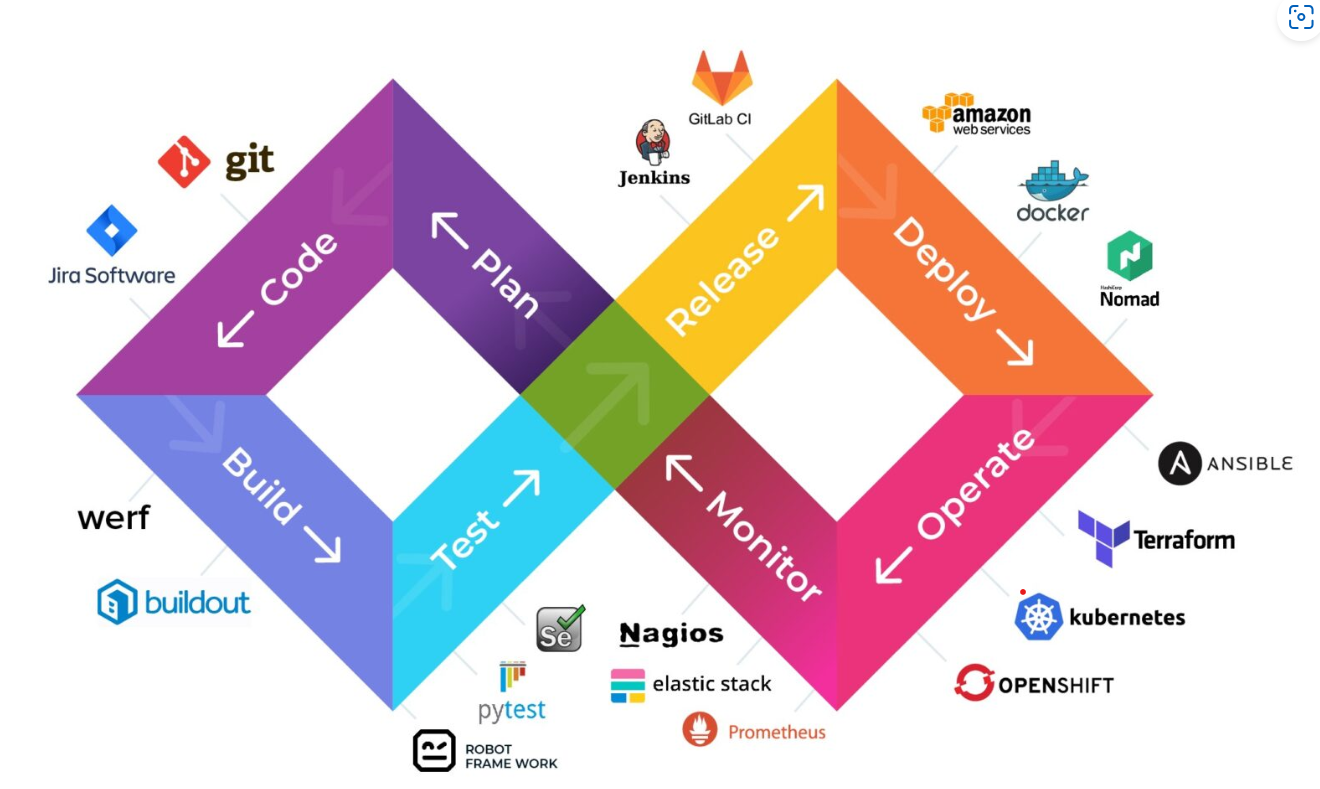 GitLab CI
Jenkins
amazon
web services
git
docker
Jira Software
HashiCorp
Nomad
Code
Plan
Release
Deploy
Build
Test
Monitor
Operate
ANSIBLE
werf
Terraform
buildout
Se
Nagios
kubernetes
elastic stack
OPENSHIFT
pytest
Prometheus
ROBOT
FRAME WORK